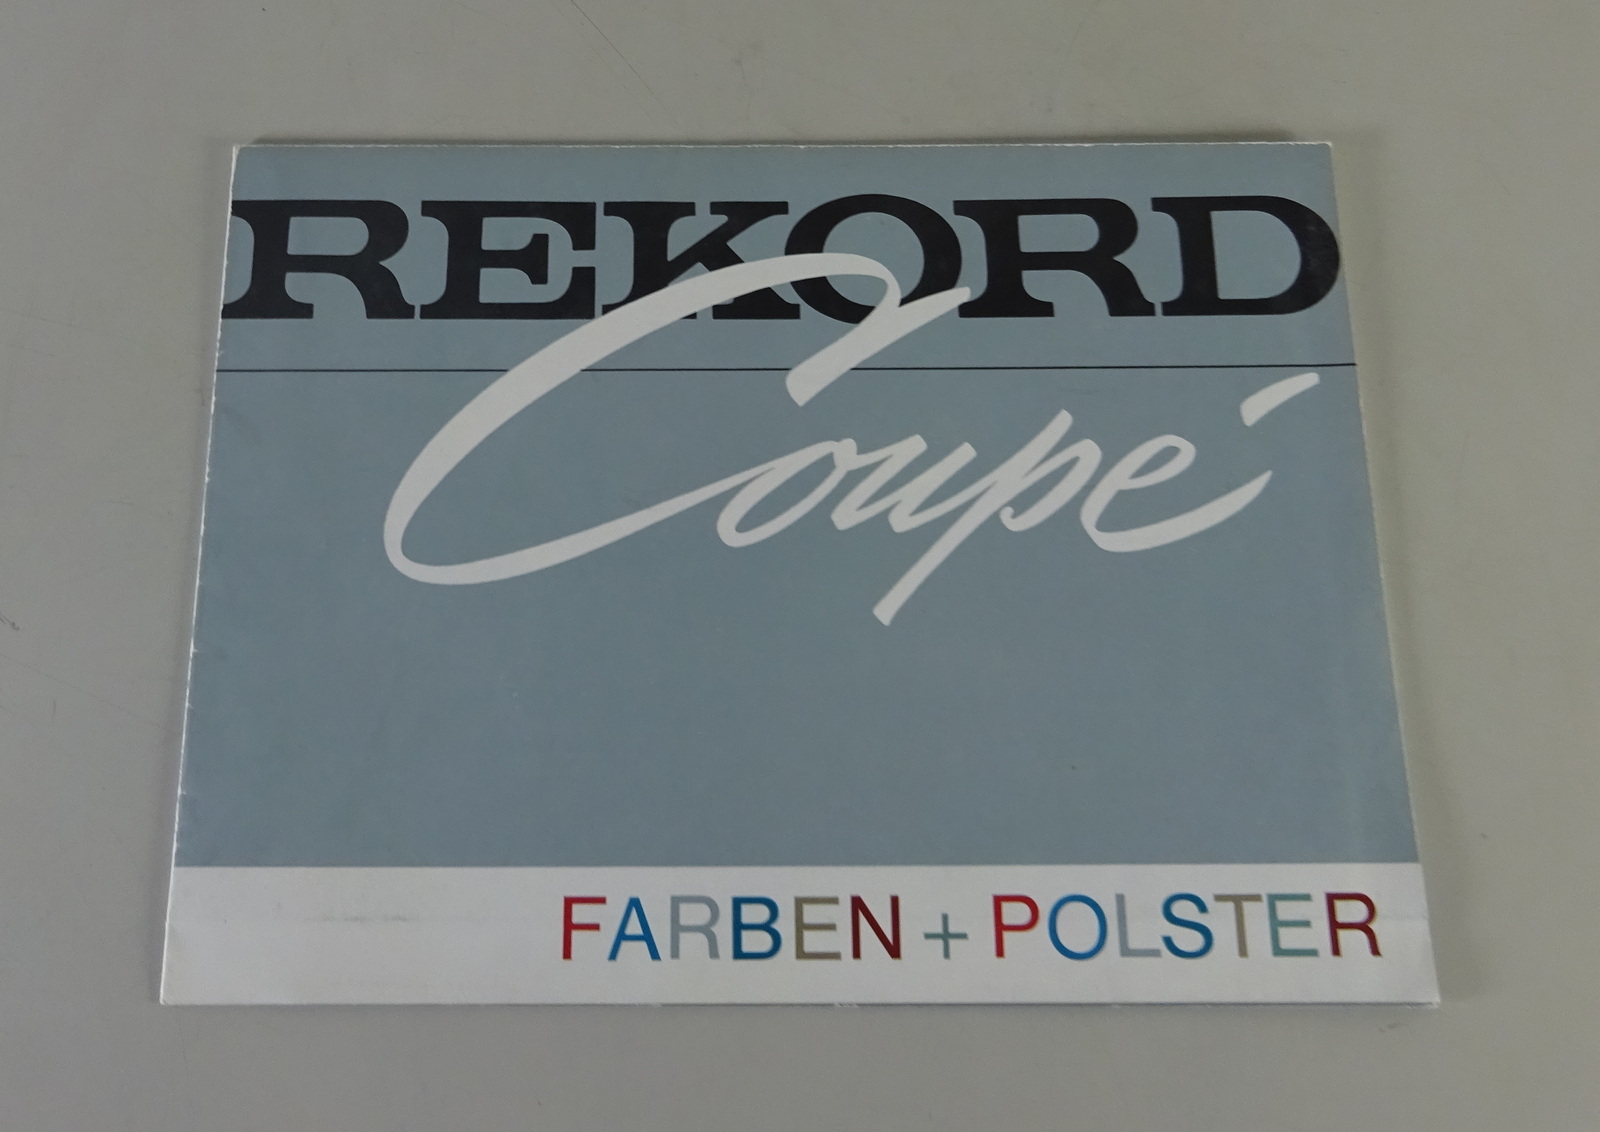 REKORD
Coupé
FARBEN + POLSTER